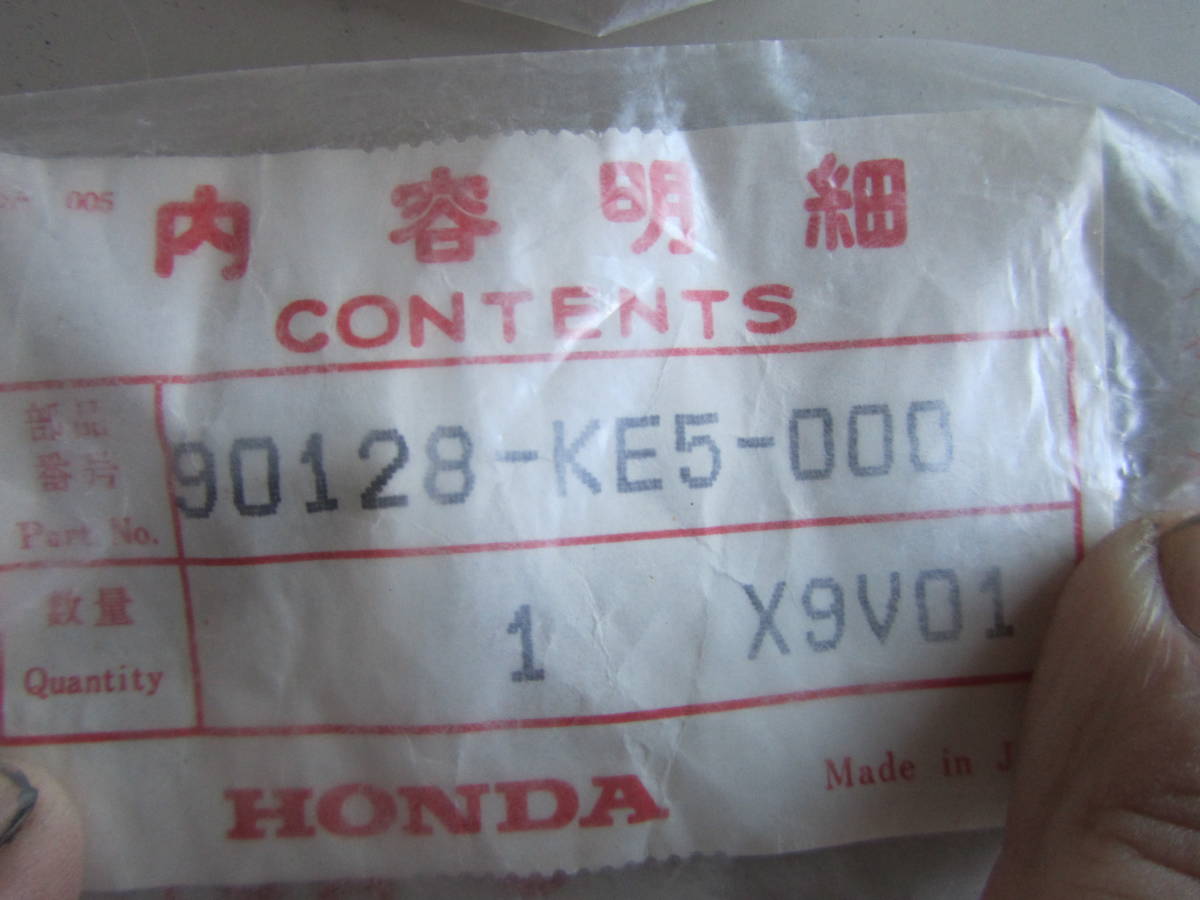 005
内容明細
CONTENTS
部品
番号
Part No.
90128-KE5-000
数量
Quantity
1 X9V01
HONDA
Made in J